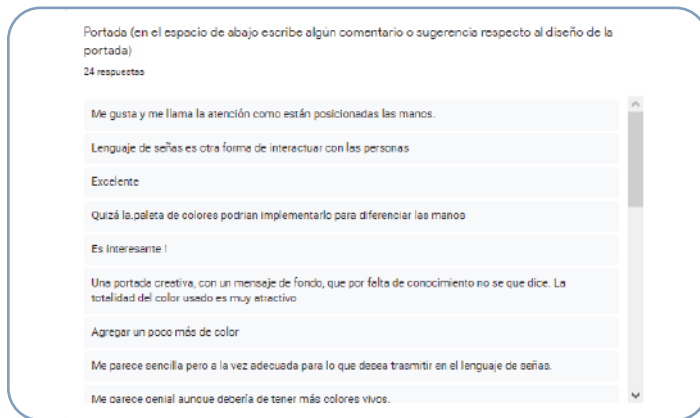 Portada (en el espacio de abajo escribe algún comentario o sugerencia respecto al diseño de la
portada)
24 respuestas
Me gusta y me llama la atención como están posicionadas las manos.
Lenguaje de señas es otra forma de interactuar con las personas
Excelente
Quizá la.paleta de colores podrían implementarlo para diferenciar las manos
Es interesante !
Una portada creativa, con un mensaje de fondo, que por falta de conocimiento no se que dice. La
totalidad del color usado es muy atractivo
Agregar un poco más de color
Me parece sencilla pero a la vez adecuada para lo que desea trasmitir en el lenguaje de señas.
Me parece genial aunque debería de tener más colores vivos.